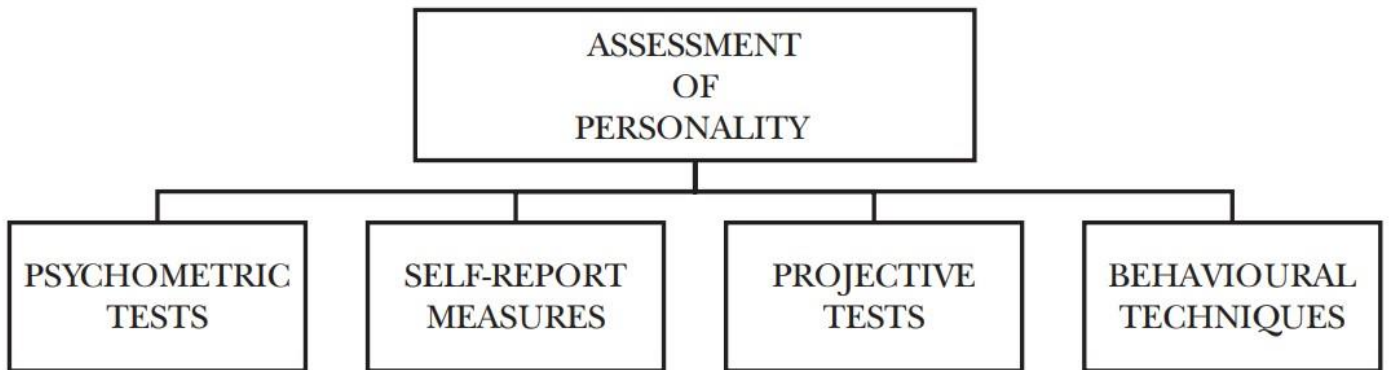 ASSESSMENT
OF
PERSONALITY
PSYCHOMETRIC
TESTS
SELF-REPORT
MEASURES
PROJECTIVE
TESTS
BEHAVIOURAL
TECHNIQUES